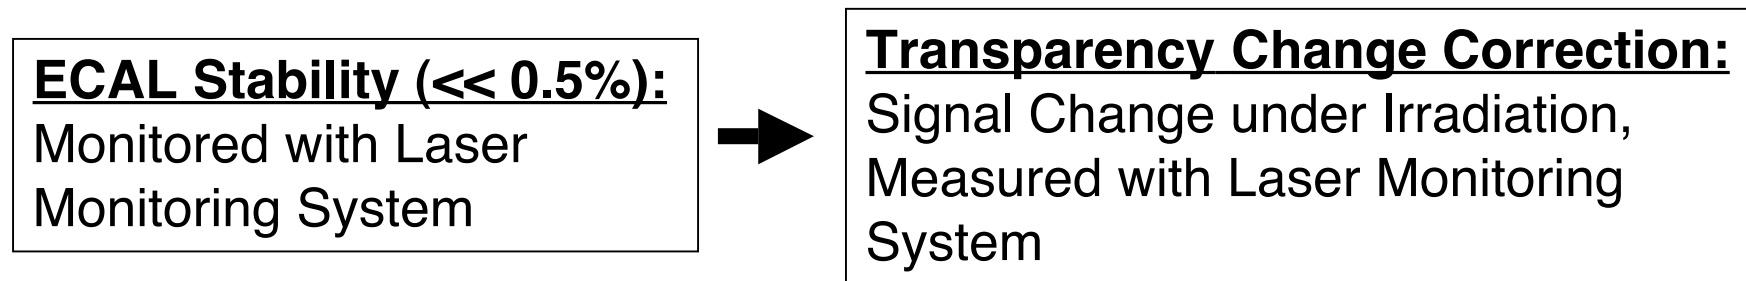 ECAL Stability (<< 0.5%):
Monitored with Laser
Monitoring System
Transparency Change Correction:
Signal Change under Irradiation,
Measured with Laser Monitoring
System